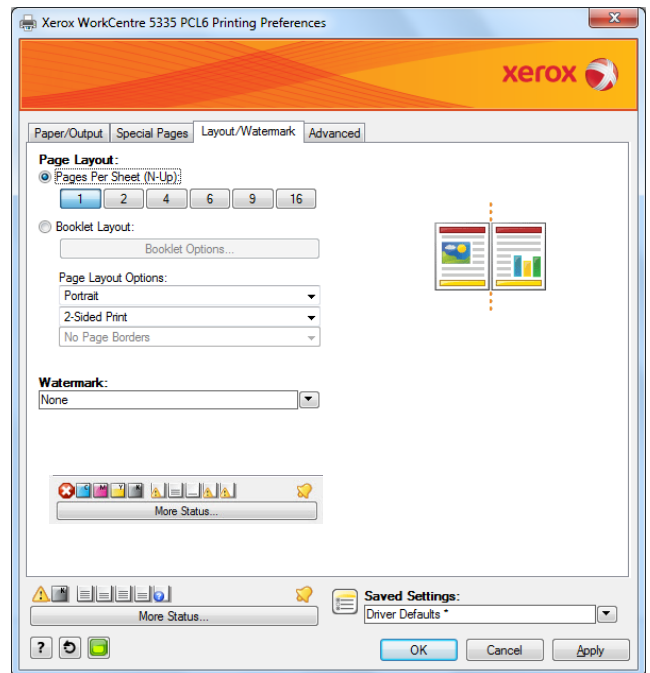 Xerox WorkCentre 5335 PCL6 Printing Preferences
X
xerox
Paper/Output Special Pages Layout/Watermark Advanced
Page Layout:
Pages Per Sheet (N-Up):
1 2 4 6 9 16
Booklet Layout:
Booklet Options...
Page Layout Options:
Portrait
2-Sided Print
No Page Borders
Watermark:
None
C M Y K
More Status...
K ?
More Status...
Saved Settings:
Driver Defaults *
?
OK Cancel Apply